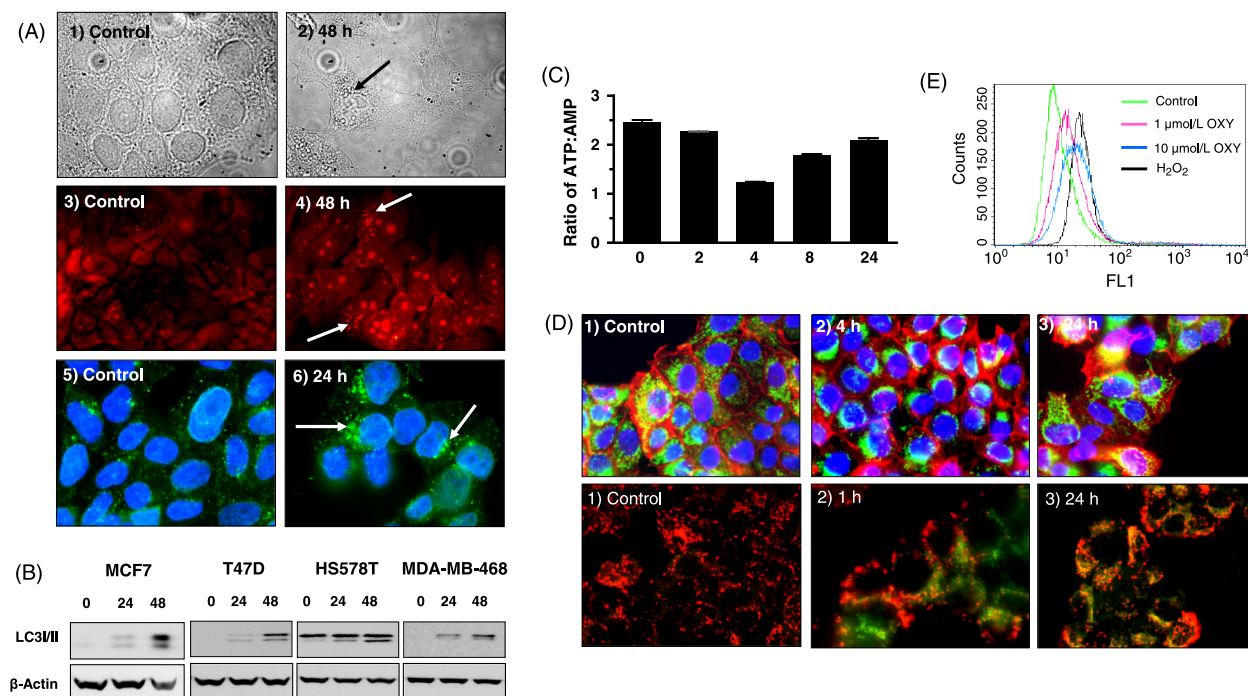 (A)
1) Control
2) 48 h
3) Control
4) 48 h
5) Control
6) 24 h
(B)
MCF7 T47D HS578T MDA-MB-468
0 24 48 0 24 48 0 24 48 0 24 48
LC3I/II
β-Actin
(C)
Ratio of ATP:AMP
3
2
1
0
0 2 4 8 24
(E)
Counts
250
200
150
100
50
0
10⁰ 10¹ 10² 10³ 10⁴
FL1
Control
1 µmol/L OXY
10 µmol/L OXY
H₂O₂
(D)
1) Control
2) 4 h
3) 24 h
1) Control
2) 1 h
3) 24 h